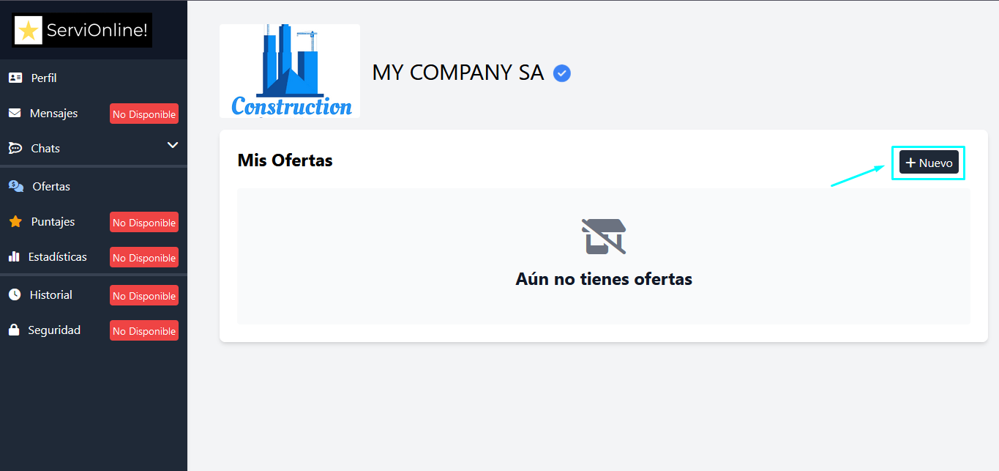 ServiOnline!
Perfil
Mensajes No Disponible
Chats
Ofertas
Puntajes No Disponible
Estadísticas No Disponible
Historial No Disponible
Seguridad No Disponible
Construction
MY COMPANY SA
Mis Ofertas
+ Nuevo
Aún no tienes ofertas